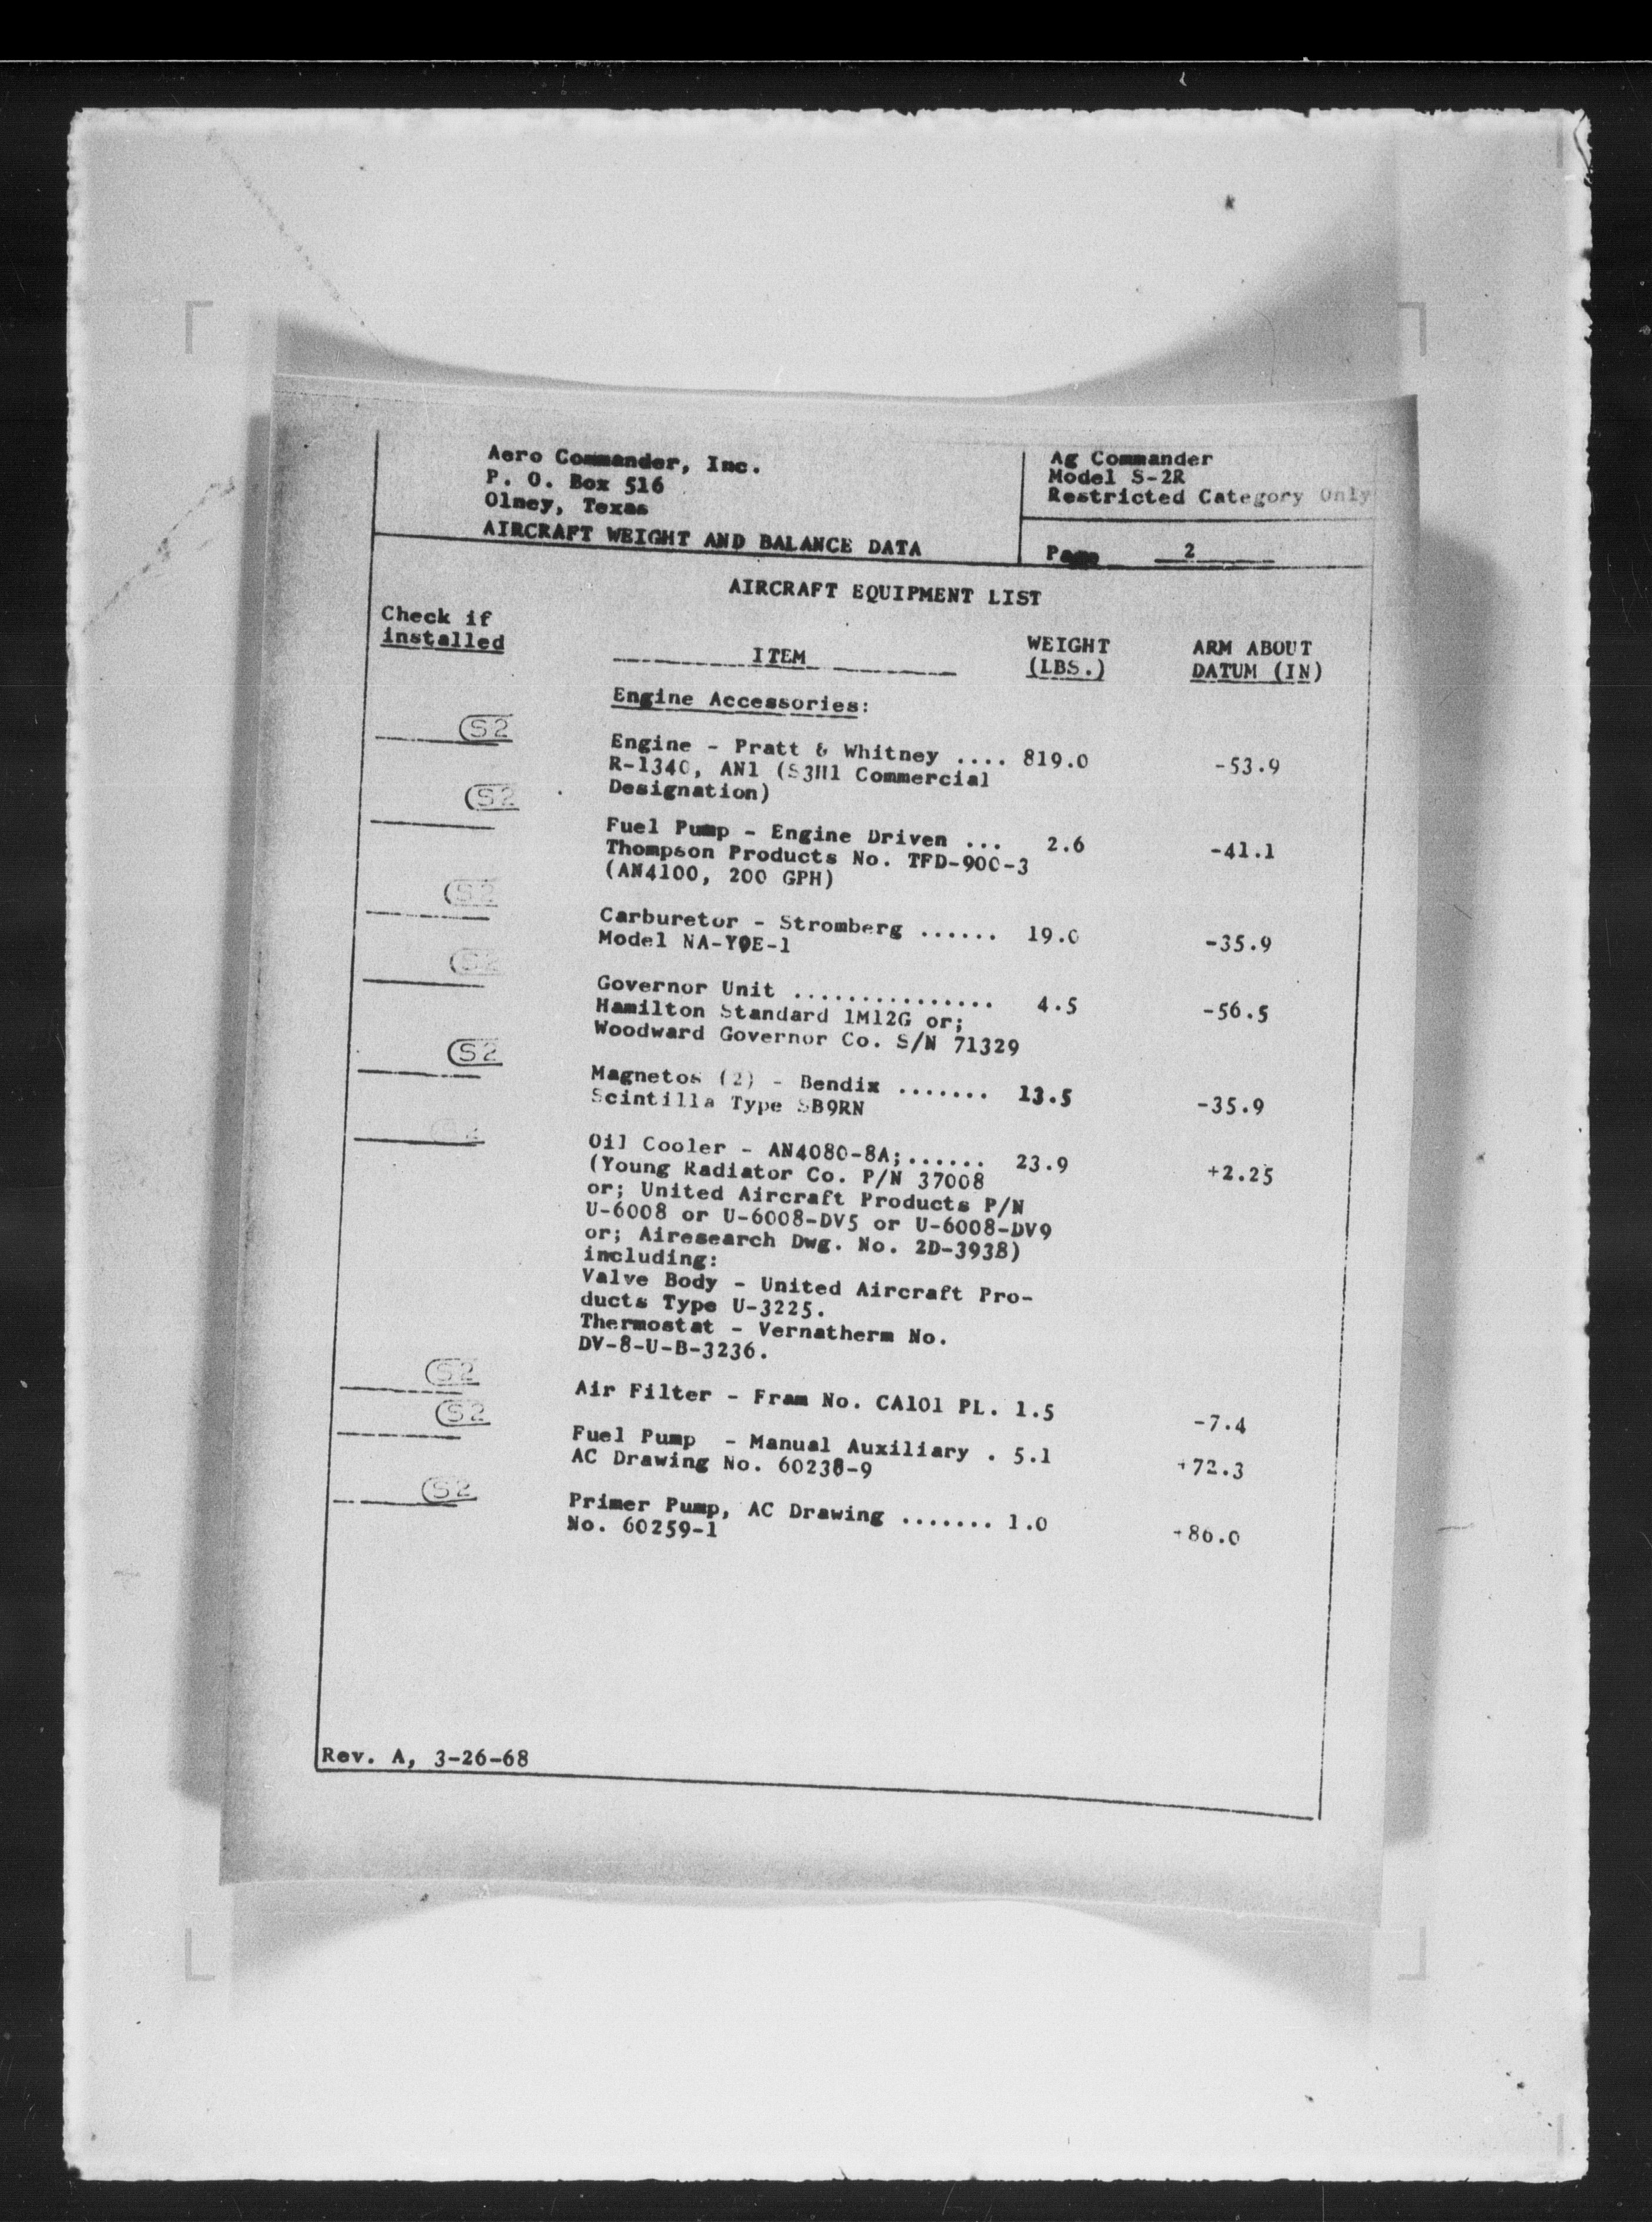 Aero Commander, Inc.
P. O. Box 516
Olney, Texas
AIRCRAFT WEIGHT AND BALANCE DATA
Ag Commander
Model S-2R
Restricted Category Only
Page 2
AIRCRAFT EQUIPMENT LIST
Check if
installed
ITEM
WEIGHT
(LBS.)
ARM ABOUT
DATUM (IN)
Engine Accessories:
S2
Engine - Pratt & Whitney .... 819.0 -53.9
R-1340, AN1 (S3H1 Commercial
Designation)
S2
Fuel Pump - Engine Driven ... 2.6 -41.1
Thompson Products No. TFD-900-3
(AN4100, 200 GPH)
S2
Carburetor - Stromberg ...... 19.0 -35.9
Model NA-Y9E-1
S2
Governor Unit ............... 4.5 -56.5
Hamilton Standard 1M12G or;
Woodward Governor Co. S/N 71329
S2
Magnetos (2) - Bendix ....... 13.5 -35.9
Scintilla Type SB9RN
Oil Cooler - AN4080-8A;...... 23.9 +2.25
(Young Radiator Co. P/N 37008
or; United Aircraft Products P/N
U-6008 or U-6008-DV5 or U-6008-DV9
or; Airesearch Dwg. No. 2D-3938)
including:
Valve Body - United Aircraft Pro-
ducts Type U-3225.
Thermostat - Vernatherm No.
DV-8-U-B-3236.
S2
Air Filter - Fram No. CA101 PL. 1.5 -7.4
S2
Fuel Pump - Manual Auxiliary . 5.1 +72.3
AC Drawing No. 60238-9
S2
Primer Pump, AC Drawing ....... 1.0 +86.0
No. 60259-1
Rev. A, 3-26-68